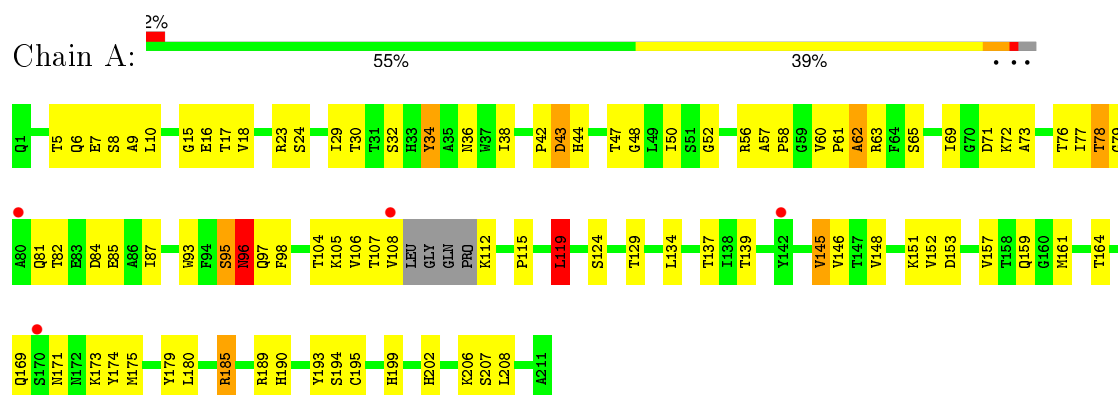 2%
Chain A:
55% 39% • • •
Q1 T5 Q6 E7 S8 A9 L10 G15 E16 T17 V18 R23 S24 I29 T30 T31 S32 H33 Y34 A35 N36 W37 I38 P42 D43 H44 T47 G48 L49 I50 S51 G52 R56 A57 P58 G59 V60 P61 A62 R63 F64 S65 I69 G70 D71 K72 A73 T76 I77 T78 G79
A80 Q81 T82 E83 D84 E85 A86 I87 W93 F94 S95 N96 Q97 F98 T104 K105 V106 T107 V108 LEU GLY GLN PRO K112 P115 L119 S124 T129 L134 T137 I138 T139 Y142 V145 V146 T147 V148 K151 V152 D153 V157 T158 Q159 G160 M161 T164
Q169 S170 N171 N172 K173 Y174 M175 Y179 L180 R185 R189 H190 Y193 S194 C195 H199 H202 K206 S207 L208 A211